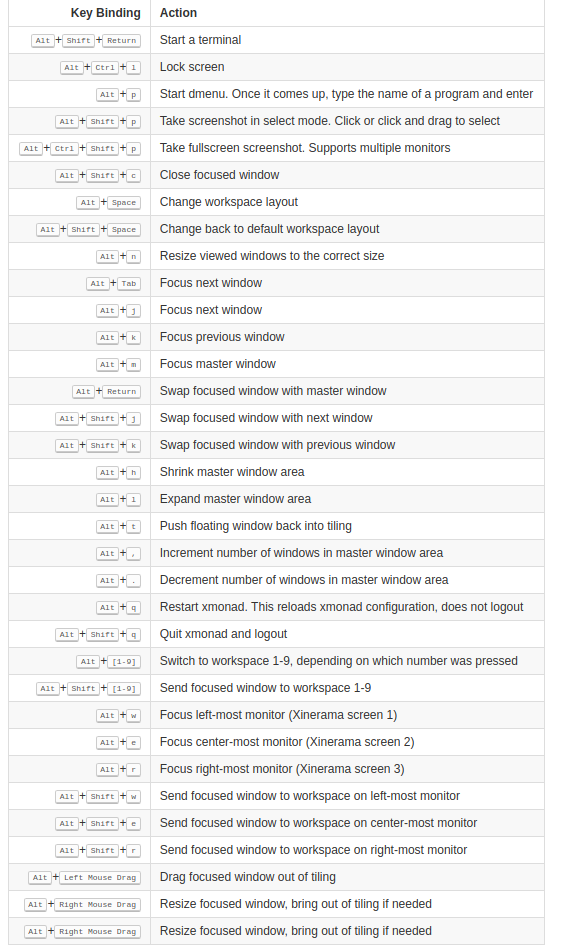 Key Binding Action
Alt + Shift + Return Start a terminal
Alt + Ctrl + l Lock screen
Alt + p Start dmenu. Once it comes up, type the name of a program and enter
Alt + Shift + p Take screenshot in select mode. Click or click and drag to select
Alt + Ctrl + Shift + p Take fullscreen screenshot. Supports multiple monitors
Alt + Shift + c Close focused window
Alt + Space Change workspace layout
Alt + Shift + Space Change back to default workspace layout
Alt + n Resize viewed windows to the correct size
Alt + Tab Focus next window
Alt + j Focus next window
Alt + k Focus previous window
Alt + m Focus master window
Alt + Return Swap focused window with master window
Alt + Shift + j Swap focused window with next window
Alt + Shift + k Swap focused window with previous window
Alt + h Shrink master window area
Alt + l Expand master window area
Alt + t Push floating window back into tiling
Alt + , Increment number of windows in master window area
Alt + . Decrement number of windows in master window area
Alt + q Restart xmonad. This reloads xmonad configuration, does not logout
Alt + Shift + q Quit xmonad and logout
Alt + [1-9] Switch to workspace 1-9, depending on which number was pressed
Alt + Shift + [1-9] Send focused window to workspace 1-9
Alt + w Focus left-most monitor (Xinerama screen 1)
Alt + e Focus center-most monitor (Xinerama screen 2)
Alt + r Focus right-most monitor (Xinerama screen 3)
Alt + Shift + w Send focused window to workspace on left-most monitor
Alt + Shift + e Send focused window to workspace on center-most monitor
Alt + Shift + r Send focused window to workspace on right-most monitor
Alt + Left Mouse Drag Drag focused window out of tiling
Alt + Right Mouse Drag Resize focused window, bring out of tiling if needed
Alt + Right Mouse Drag Resize focused window, bring out of tiling if needed